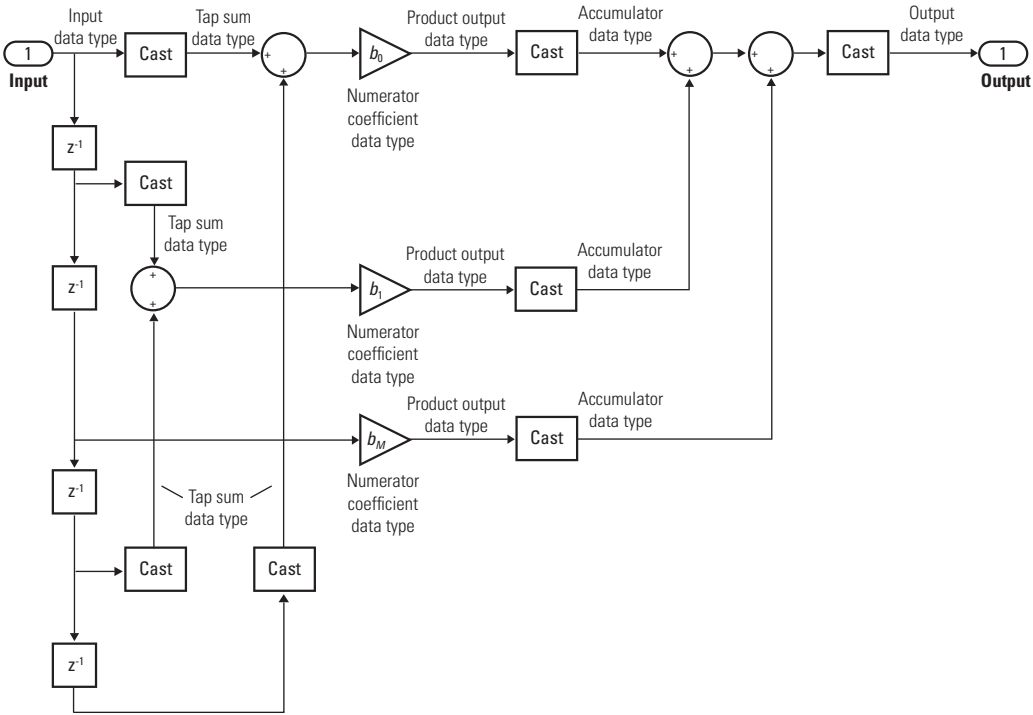 Input
data type
Tap sum
data type
Product output
data type
Accumulator
data type
Output
data type
1
Input
Cast
+
+
b0
Cast
+
+
+
+
Cast
1
Output
Numerator
coefficient
data type
z-1
Cast
Tap sum
data type
Product output
data type
Accumulator
data type
z-1
+
+
b1
Cast
Numerator
coefficient
data type
Product output
data type
Accumulator
data type
bM
Cast
z-1
Tap sum
data type
Numerator
coefficient
data type
Cast
Cast
z-1